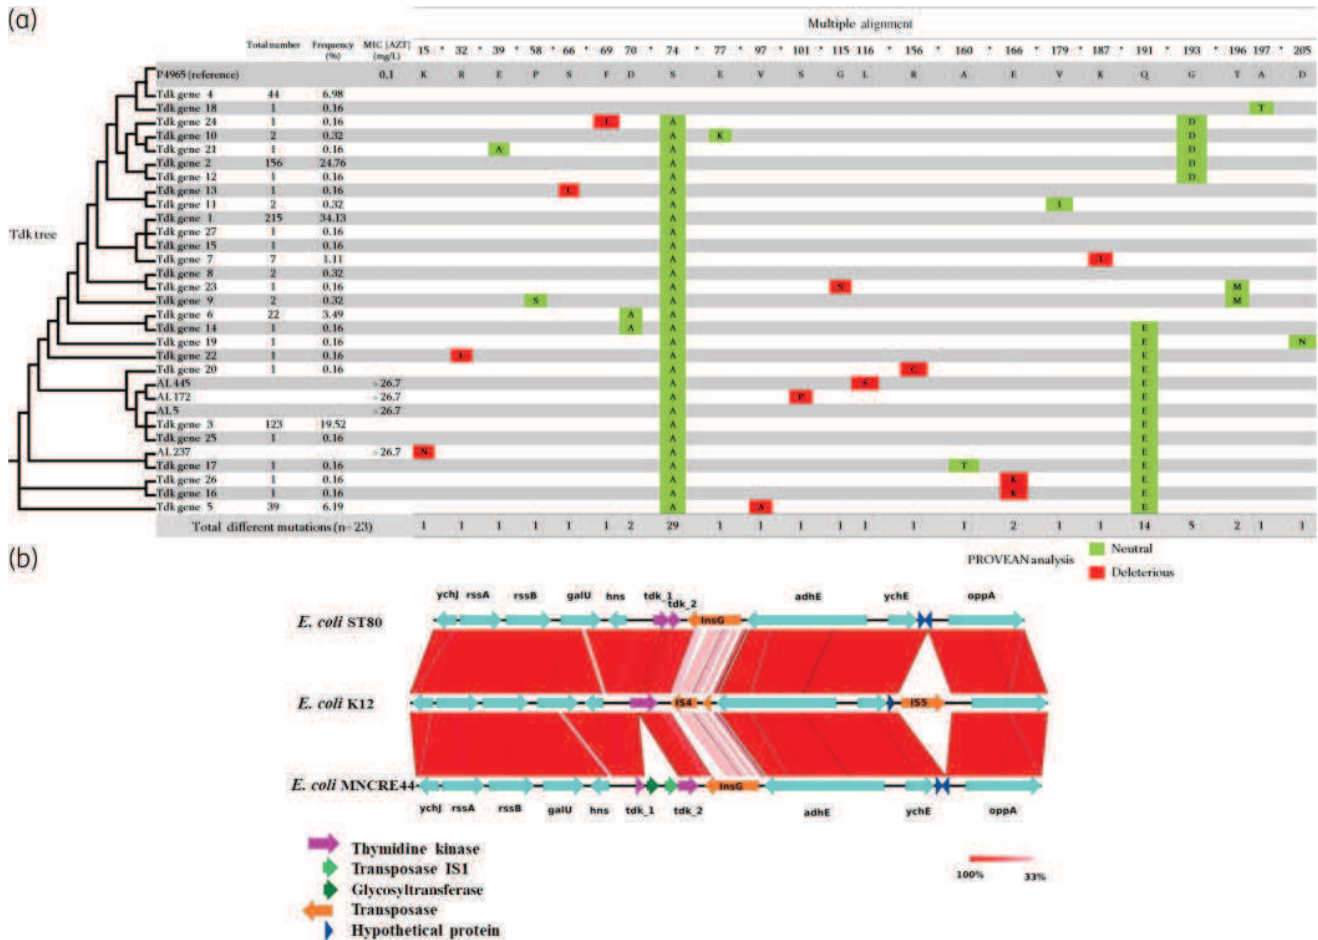 (a)
Multiple alignment
Total number Frequency (%) MIC [AZT] (mg/L) 15 * 32 * 39 * 58 * 66 * 69 70 * 74 * 77 * 97 * 101 * 115 116 * 156 * 160 * 166 * 179 * 187 * 191 * 193 * 196 197 * 205
P4965 (reference) 0.1 K R E P S F D S E V S G L R A E V K Q G T A D
Tdk gene 4 44 6.98
Tdk gene 18 1 0.16 T
Tdk gene 24 1 0.16 A D
Tdk gene 10 2 0.32 A K D
Tdk gene 21 1 0.16 A A D
Tdk gene 2 156 24.76 A D
Tdk gene 12 1 0.16 A D
Tdk gene 13 1 0.16 A
Tdk gene 11 2 0.32 A I
Tdk gene 1 215 34.13 A
Tdk tree
Tdk gene 27 1 0.16 A
Tdk gene 15 1 0.16 A
Tdk gene 7 7 1.11 A
Tdk gene 8 2 0.32 A
Tdk gene 23 1 0.16 A S M
Tdk gene 9 2 0.32 S A M
Tdk gene 6 22 3.49 A A
Tdk gene 14 1 0.16 A A E
Tdk gene 19 1 0.16 A E N
Tdk gene 22 1 0.16 A E
Tdk gene 20 1 0.16 A C E
AL445 > 26.7 A S E
AL172 > 26.7 A P E
AL5 > 26.7 A E
Tdk gene 3 123 19.52 A E
Tdk gene 25 1 0.16 A E
AL237 > 26.7 N A E
Tdk gene 17 1 0.16 A T E
Tdk gene 26 1 0.16 A K E
Tdk gene 16 1 0.16 A K E
Tdk gene 5 39 6.19 A A E
Total different mutations (n=23) 1 1 1 1 1 1 2 29 1 1 1 1 1 1 1 2 1 1 14 5 2 1 1
(b)
PROVEAN analysis
Neutral
Deleterious
ychJ rssA rssB galU hns tdk_1 tdk_2 adhE ychE oppA
E. coli ST80
InsG
E. coli K12
IS4 IS5
E. coli MNCRE44
InsG
ychJ rssA rssB galU hns tdk_1 tdk_2 adhE ychE oppA
Thymidine kinase
Transposase IS1
Glycosyltransferase
Transposase
Hypothetical protein
100% 33%